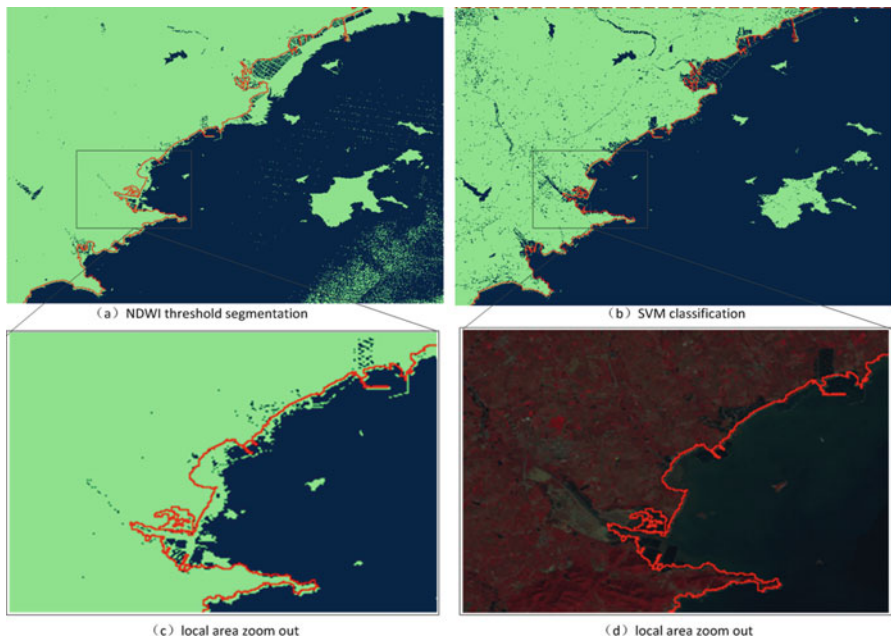 （a）NDWI threshold segmentation
（b）SVM classification
（c）local area zoom out
（d）local area zoom out